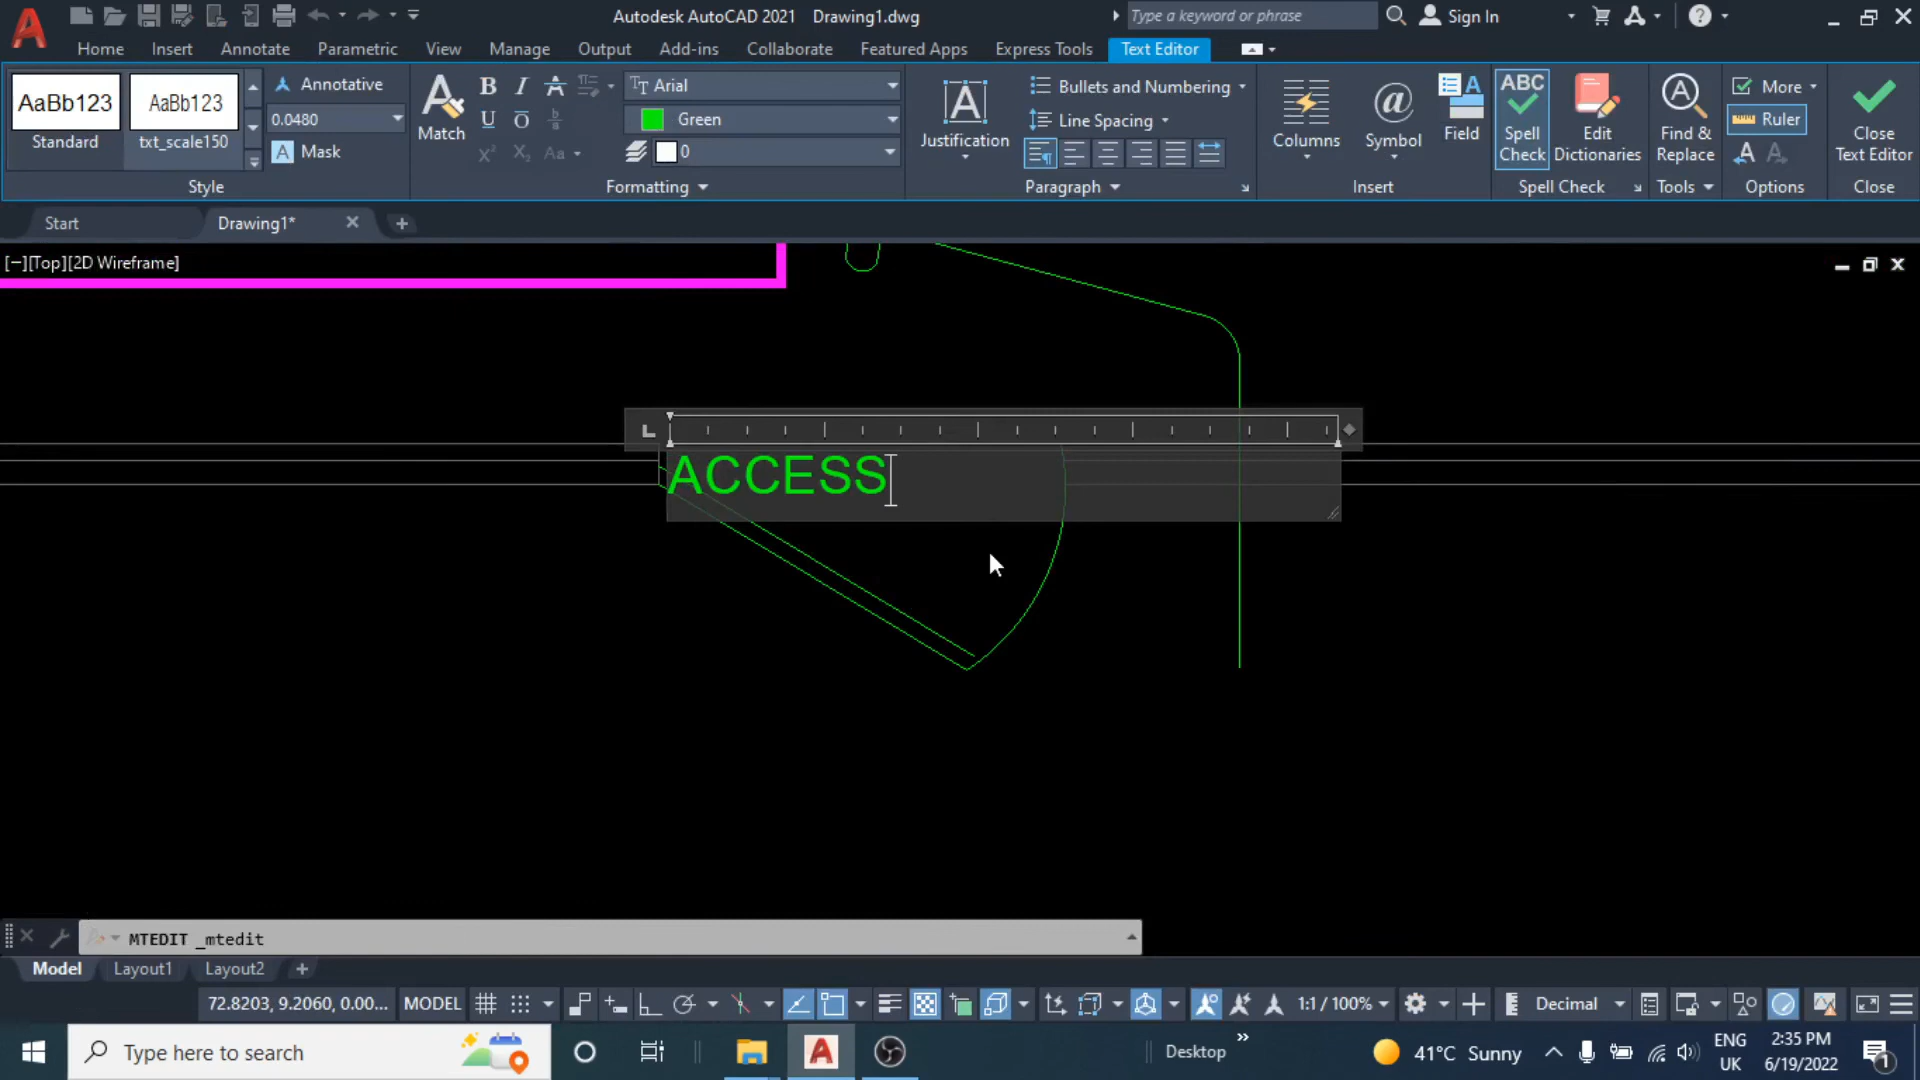 Autodesk AutoCAD 2021 Drawing1.dwg
Type a keyword or phrase
Sign In
Home Insert Annotate Parametric View Manage Output Add-ins Collaborate Featured Apps Express Tools Text Editor
AaBb123
Standard
AaBb123
txt_scale150
Annotative
0.0480
Mask
Style
Match
Arial
Green
0
Formatting
Justification
Bullets and Numbering
Line Spacing
Paragraph
Columns
Symbol
Field
Insert
ABC
Spell
Check
Edit
Dictionaries
Spell Check
Find &
Replace
Tools
More
Ruler
Options
Close
Text Editor
Close
Start
Drawing1*
[−][Top][2D Wireframe]
ACCESS
MTEDIT _mtedit
Model Layout1 Layout2
72.8203, 9.2060, 0.00... MODEL 1:1 / 100% Decimal
Type here to search
Desktop
41°C Sunny
ENG
UK
2:35 PM
6/19/2022
1